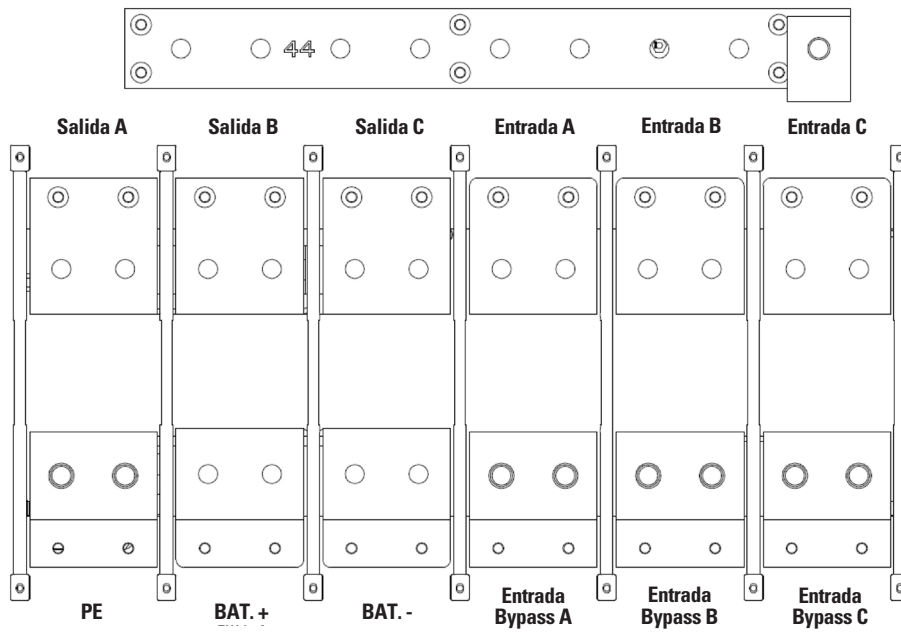 44
Salida A Salida B Salida C Entrada A Entrada B Entrada C
PE BAT. + BAT. - Entrada Bypass A Entrada Bypass B Entrada Bypass C